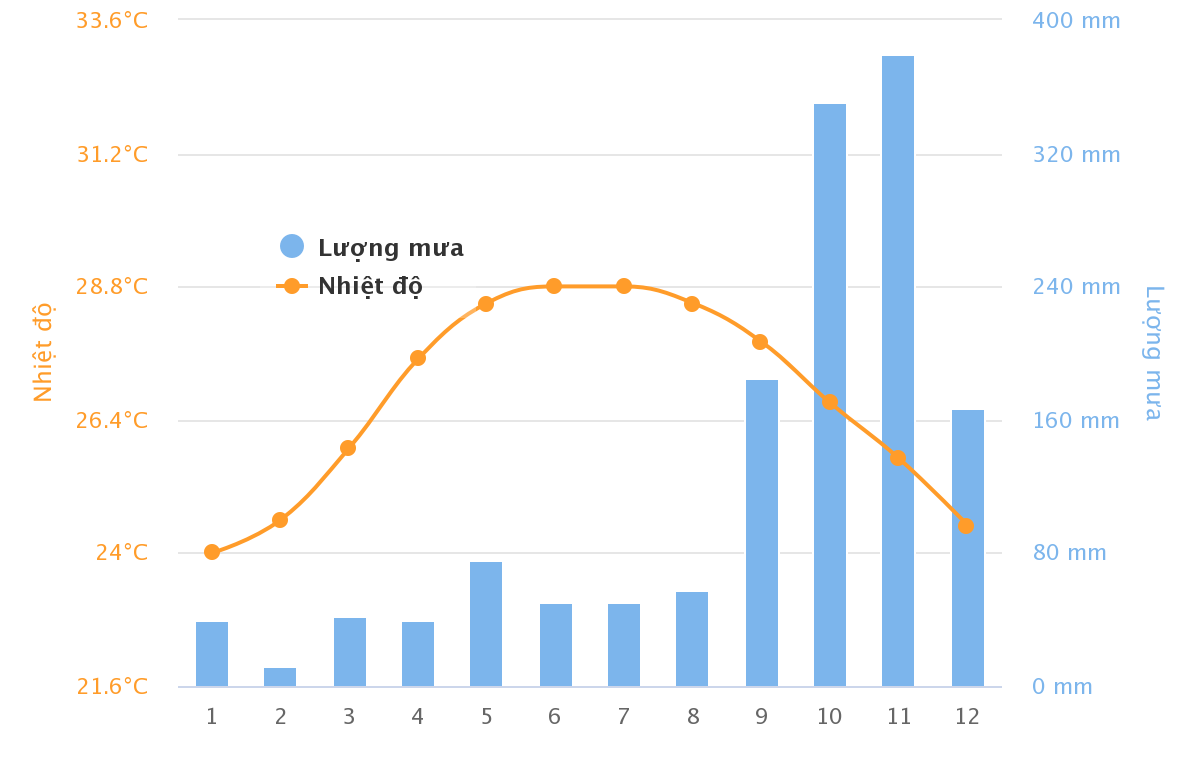 33.6°C
400 mm
31.2°C
320 mm
Lượng mưa
Nhiệt độ
28.8°C
240 mm
Nhiệt độ
Lượng mưa
26.4°C
160 mm
24°C
80 mm
21.6°C
0 mm
1 2 3 4 5 6 7 8 9 10 11 12